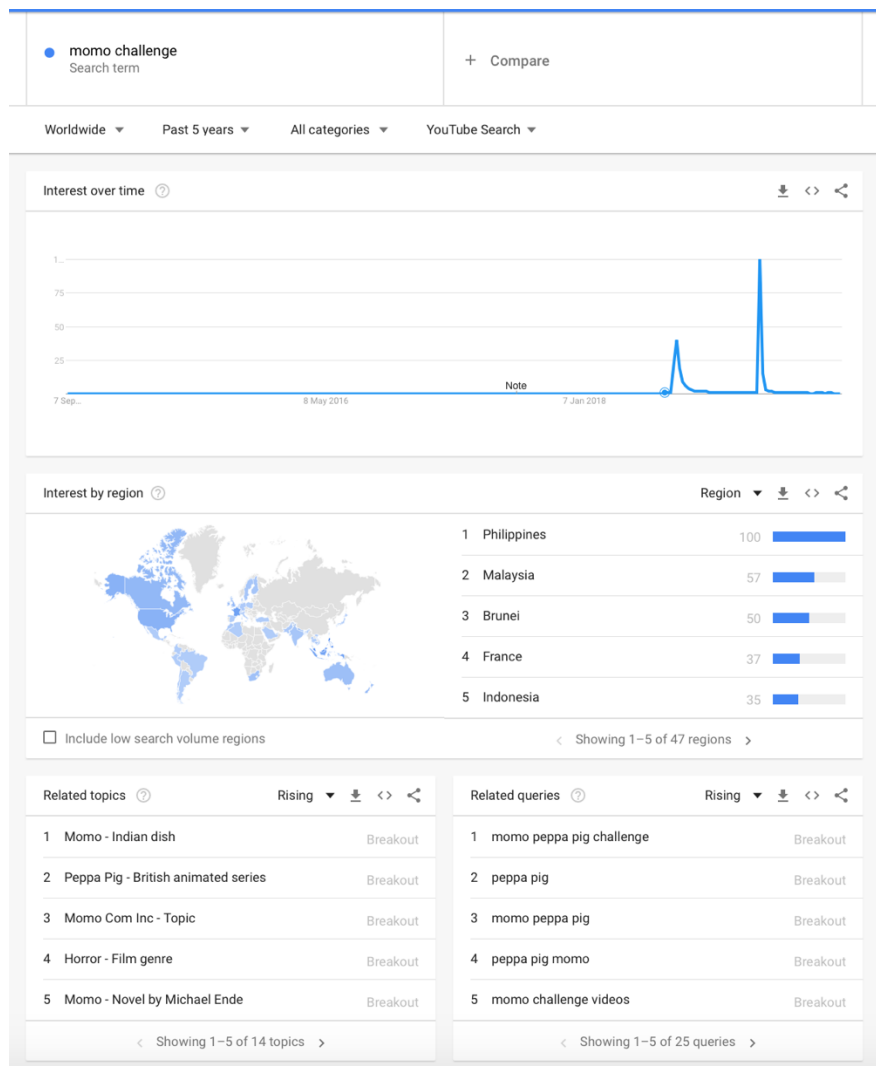 momo challenge
Search term
+ Compare
Worldwide
Past 5 years
All categories
YouTube Search
Interest over time ?
1...
75
50
25
Note
7 Sep...
8 May 2016
7 Jan 2018
Interest by region ?
Region
1 Philippines 100
2 Malaysia 57
3 Brunei 50
4 France 37
5 Indonesia 35
Include low search volume regions
Showing 1–5 of 47 regions
Related topics ?
Rising
1 Momo - Indian dish Breakout
2 Peppa Pig - British animated series Breakout
3 Momo Com Inc - Topic Breakout
4 Horror - Film genre Breakout
5 Momo - Novel by Michael Ende Breakout
Showing 1–5 of 14 topics
Related queries ?
Rising
1 momo peppa pig challenge Breakout
2 peppa pig Breakout
3 momo peppa pig Breakout
4 peppa pig momo Breakout
5 momo challenge videos Breakout
Showing 1–5 of 25 queries